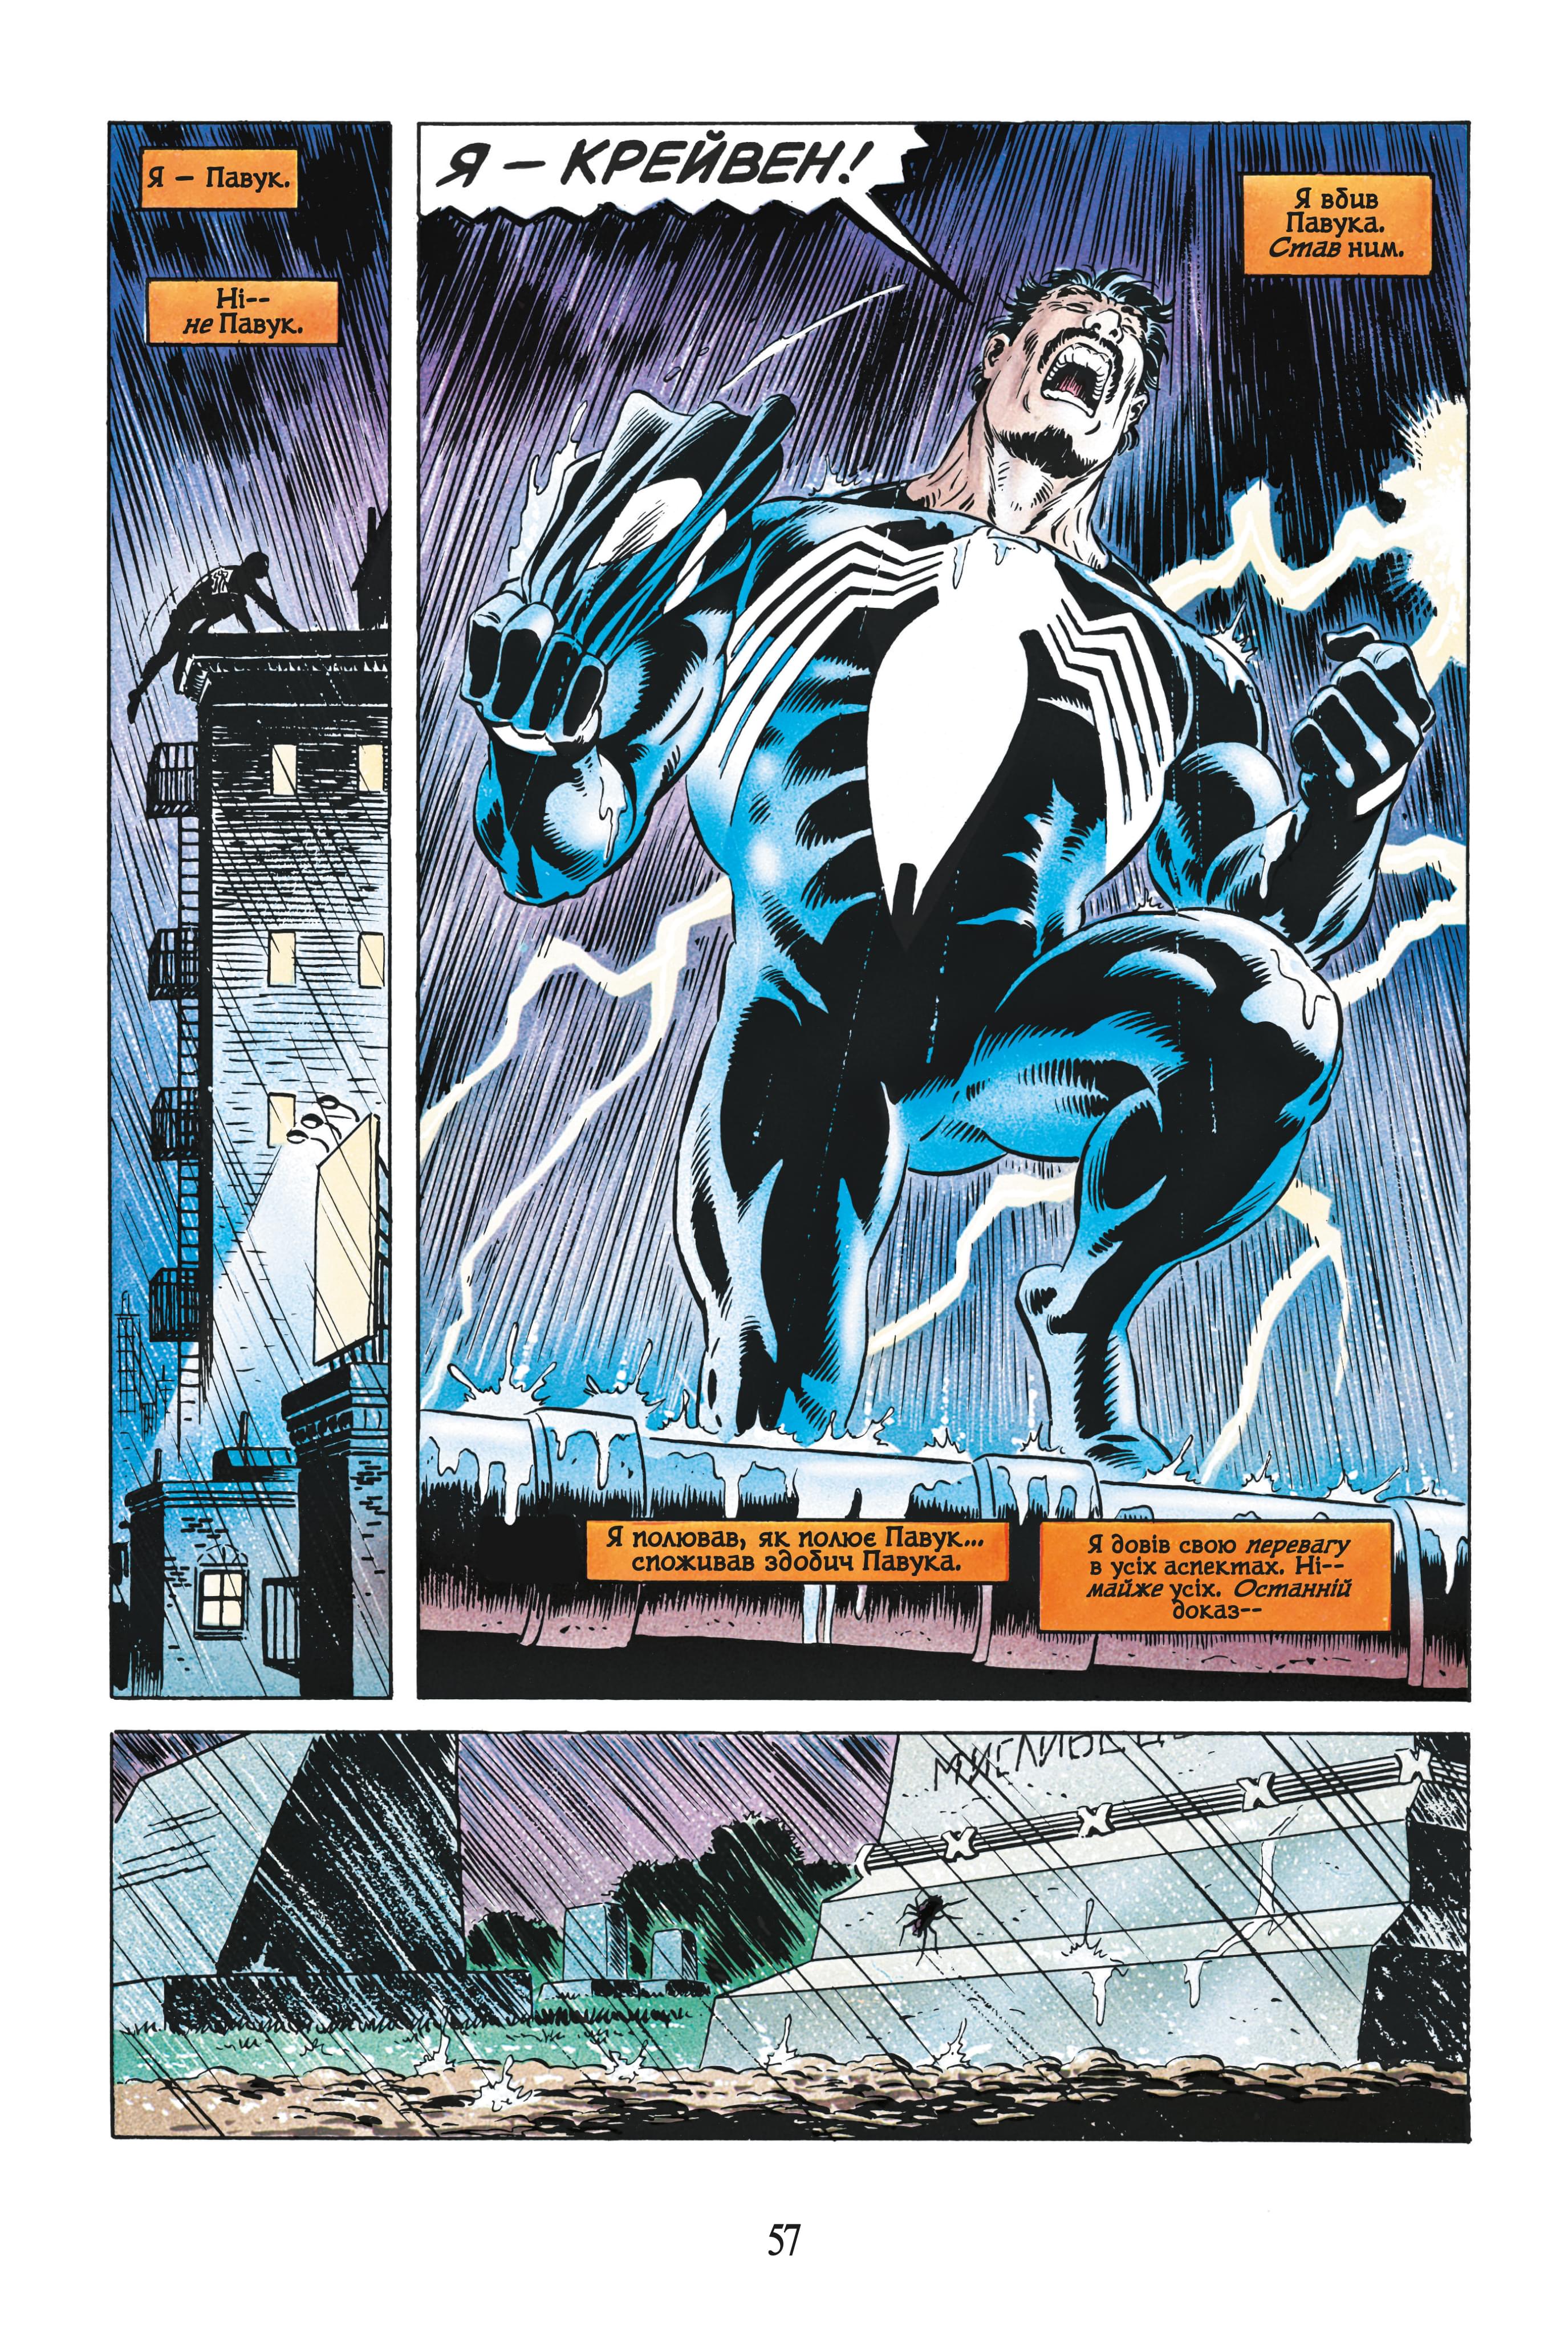 Я – Павук.
Ні--
не Павук.
Я – КРЕЙВЕН!
Я вбив
Павука.
Став ним.
Я полював, як полює Павук...
споживав здобич Павука.
Я довів свою перевагу
в усіх аспектах. Ні--
майже усіх. Останній
доказ--
57